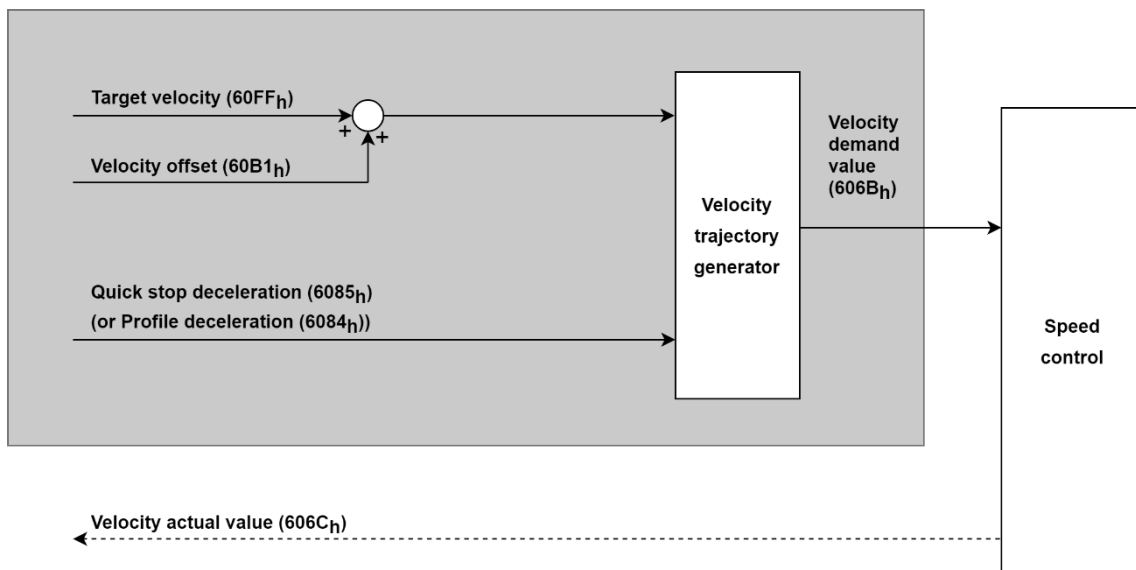 Target velocity (60FFh)
+
+
Velocity offset (60B1h)
Quick stop deceleration (6085h)
(or Profile deceleration (6084h))
Velocity
trajectory
generator
Velocity
demand
value
(606Bh)
Speed
control
Velocity actual value (606Ch)